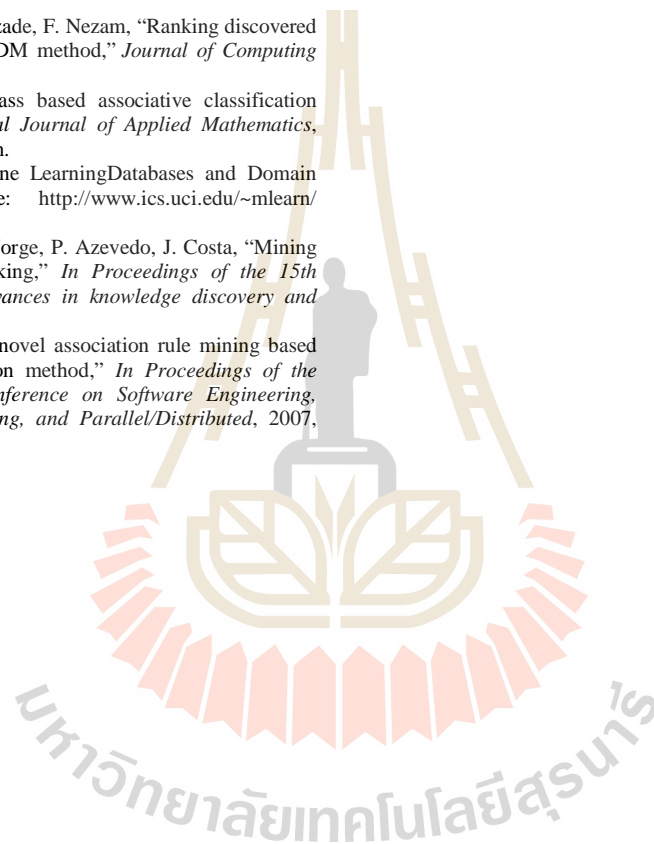 zade, F. Nezam, “Ranking discovered
DM method,” Journal of Computing
ass based associative classification
al Journal of Applied Mathematics,
n.
ne LearningDatabases and Domain
e: http://www.ics.uci.edu/~mlearn/
orge, P. Azevedo, J. Costa, “Mining
king,” In Proceedings of the 15th
vances in knowledge discovery and
novel association rule mining based
on method,” In Proceedings of the
nference on Software Engineering,
ng, and Parallel/Distributed, 2007,
มหาวิทยาลัยเทคโนโลยีสุรนารี